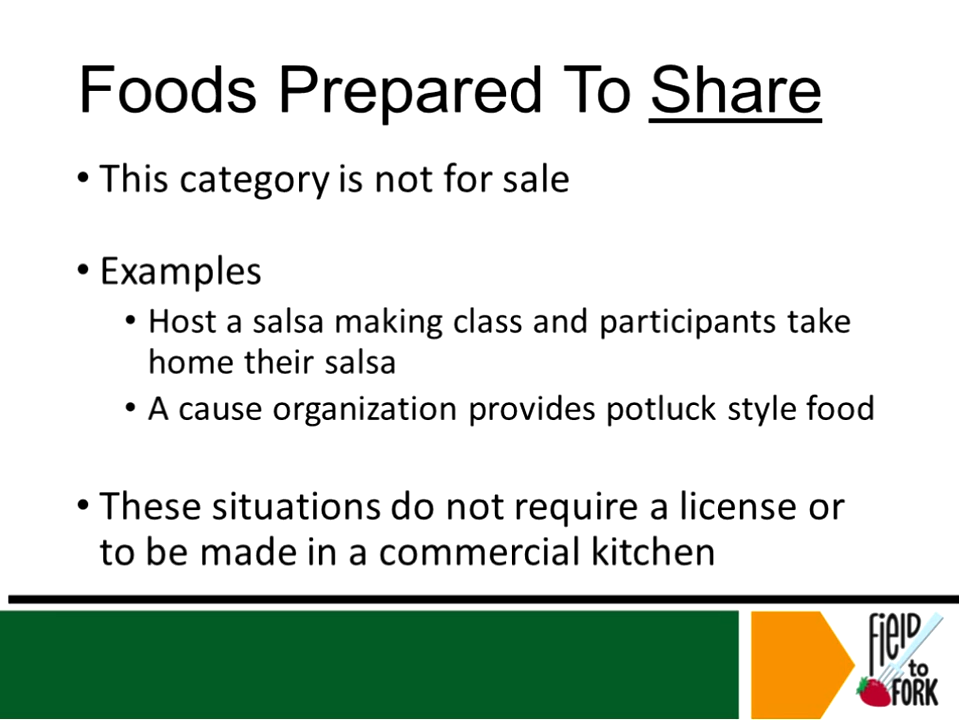 Foods Prepared To Share
• This category is not for sale
• Examples
• Host a salsa making class and participants take
home their salsa
• A cause organization provides potluck style food
• These situations do not require a license or
to be made in a commercial kitchen
field
to
FORK